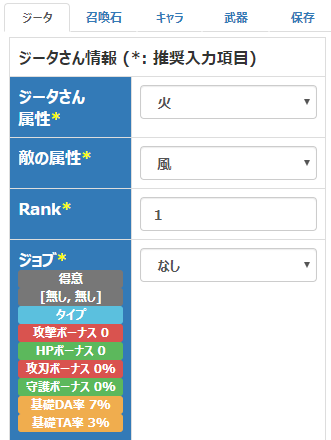 ジータ 召喚石 キャラ 武器 保存
ジータさん情報 (*: 推奨入力項目)
ジータさん
属性*
火
敵の属性*
風
Rank*
1
ジョブ*
なし
得意
[無し, 無し]
タイプ
攻撃ボーナス 0
HPボーナス 0
攻刃ボーナス 0%
守護ボーナス 0%
基礎DA率 7%
基礎TA率 3%